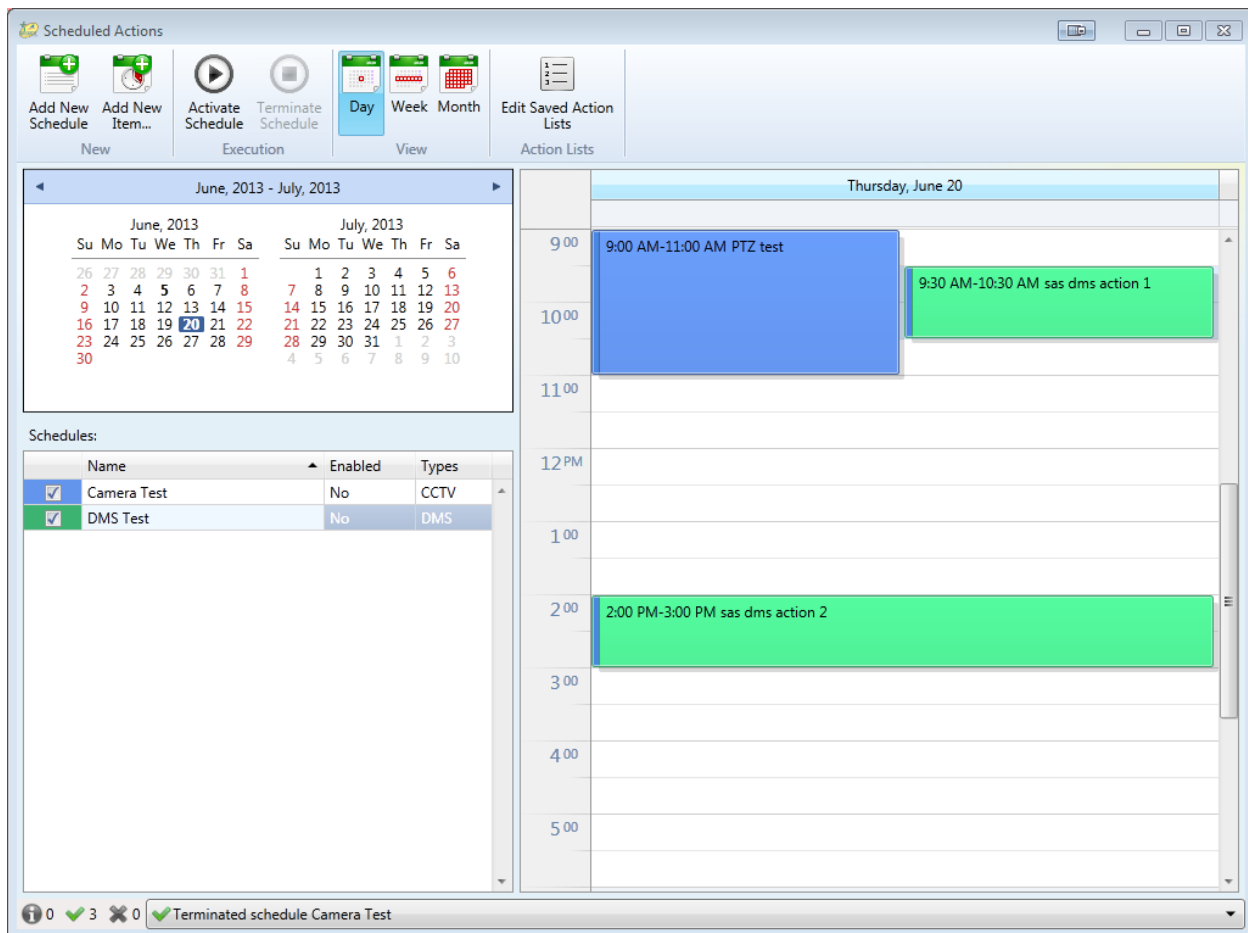 Scheduled Actions
Add New Schedule
Add New Item...
Activate Schedule
Terminate Schedule
Day
Week
Month
Edit Saved Action Lists
New
Execution
View
Action Lists
June, 2013 - July, 2013
June, 2013
Su Mo Tu We Th Fr Sa
26 27 28 29 30 31 1
2 3 4 5 6 7 8
9 10 11 12 13 14 15
16 17 18 19 20 21 22
23 24 25 26 27 28 29
30
July, 2013
Su Mo Tu We Th Fr Sa
1 2 3 4 5 6
7 8 9 10 11 12 13
14 15 16 17 18 19 20
21 22 23 24 25 26 27
28 29 30 31 1 2 3
4 5 6 7 8 9 10
Schedules:
Name Enabled Types
Camera Test No CCTV
DMS Test No DMS
Thursday, June 20
9 00
9:00 AM-11:00 AM PTZ test
9:30 AM-10:30 AM sas dms action 1
10 00
11 00
12 PM
1 00
2 00
2:00 PM-3:00 PM sas dms action 2
3 00
4 00
5 00
0 3 0 Terminated schedule Camera Test